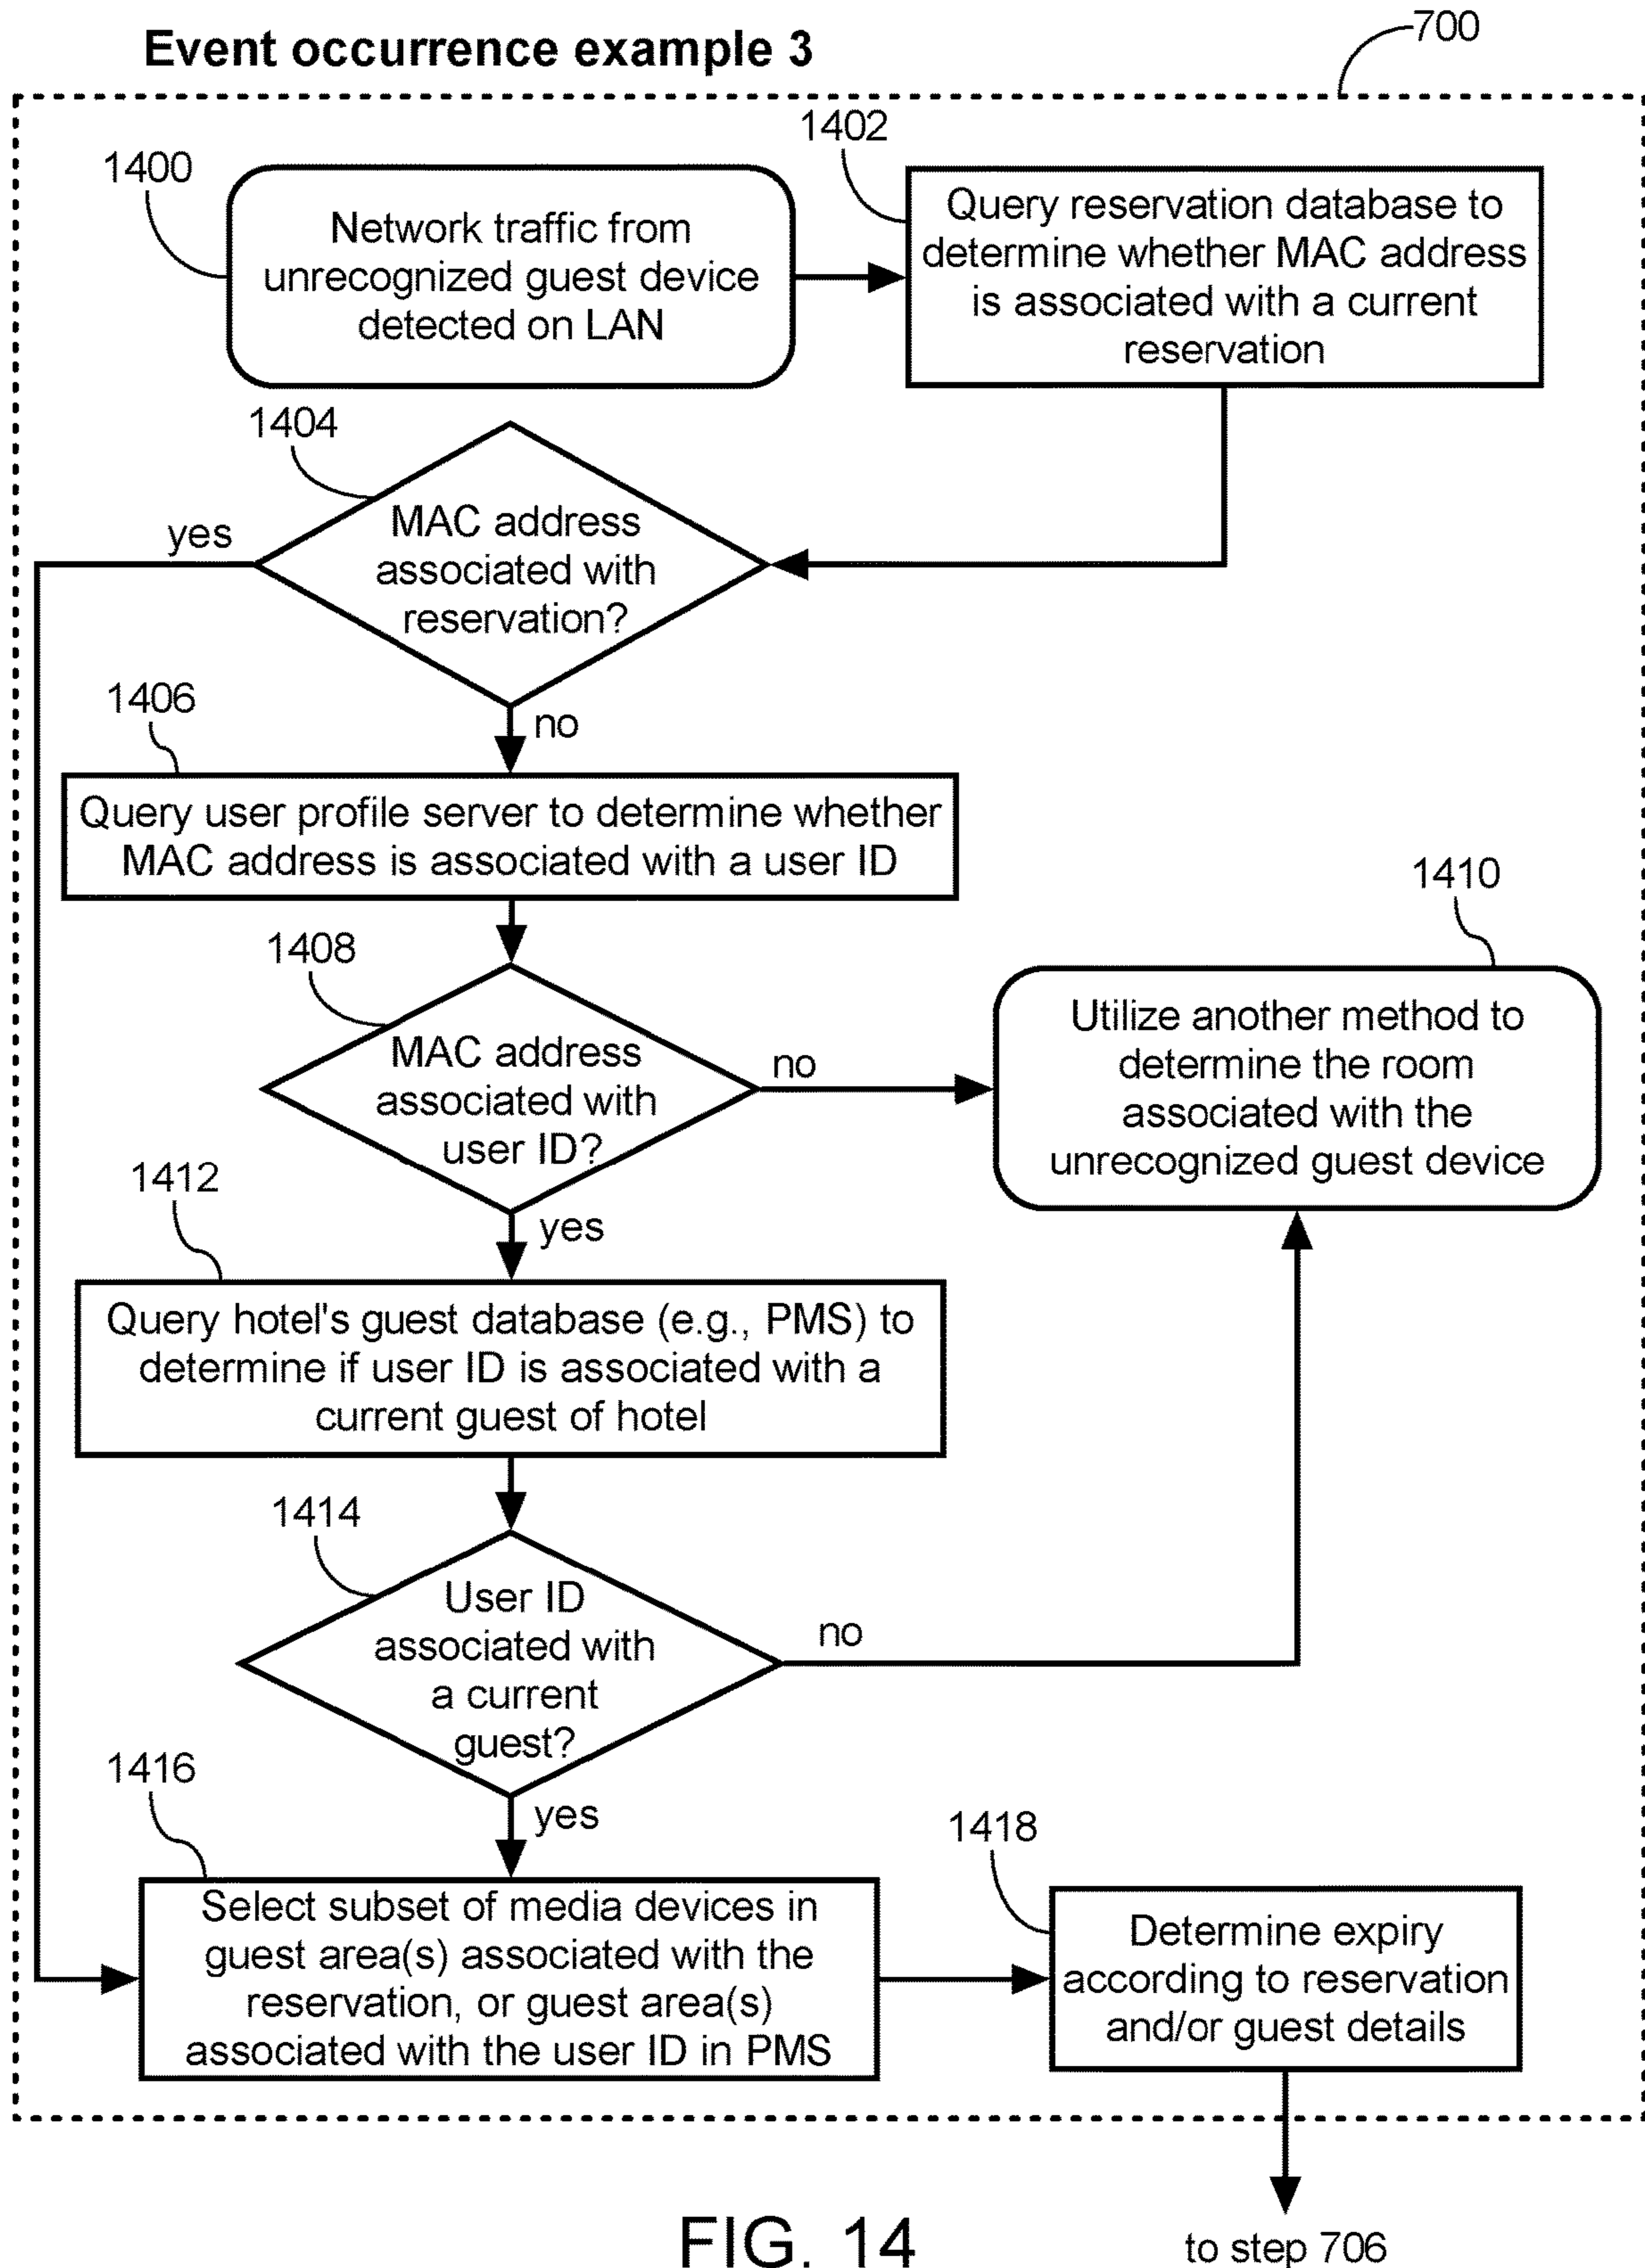 Event occurrence example 3
700
1400
Network traffic from
unrecognized guest device
detected on LAN
1402
Query reservation database to
determine whether MAC address
is associated with a current
reservation
1404
MAC address
associated with
reservation?
yes
no
1406
Query user profile server to determine whether
MAC address is associated with a user ID
1408
MAC address
associated with
user ID?
no
yes
1410
Utilize another method to
determine the room
associated with the
unrecognized guest device
1412
Query hotel's guest database (e.g., PMS) to
determine if user ID is associated with a
current guest of hotel
1414
User ID
associated with
a current
guest?
no
yes
1416
Select subset of media devices in
guest area(s) associated with the
reservation, or guest area(s)
associated with the user ID in PMS
1418
Determine expiry
according to reservation
and/or guest details
to step 706
FIG. 14